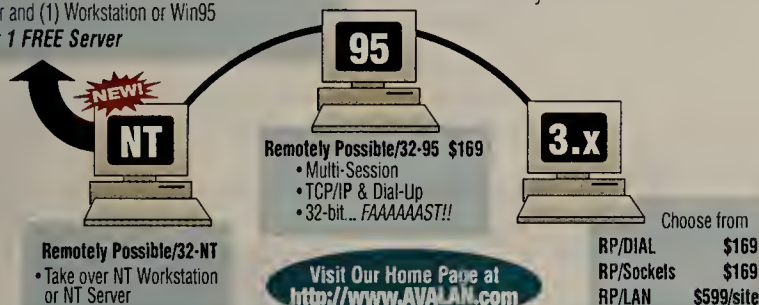 r and (1) Workstation or Win95
1 FREE Server
NEW!
NT
95
3.x
Remotely Possible/32-95 $169
• Multi-Session
• TCP/IP & Dial-Up
• 32-bit... FAAAAAAST!!
Remotely Possible/32-NT
• Take over NT Workstation
or NT Server
Visit Our Home Page at
http://www.AVALAN.com
Choose from
RP/DIAL $169
RP/Sockets $169
RP/LAN $599/site